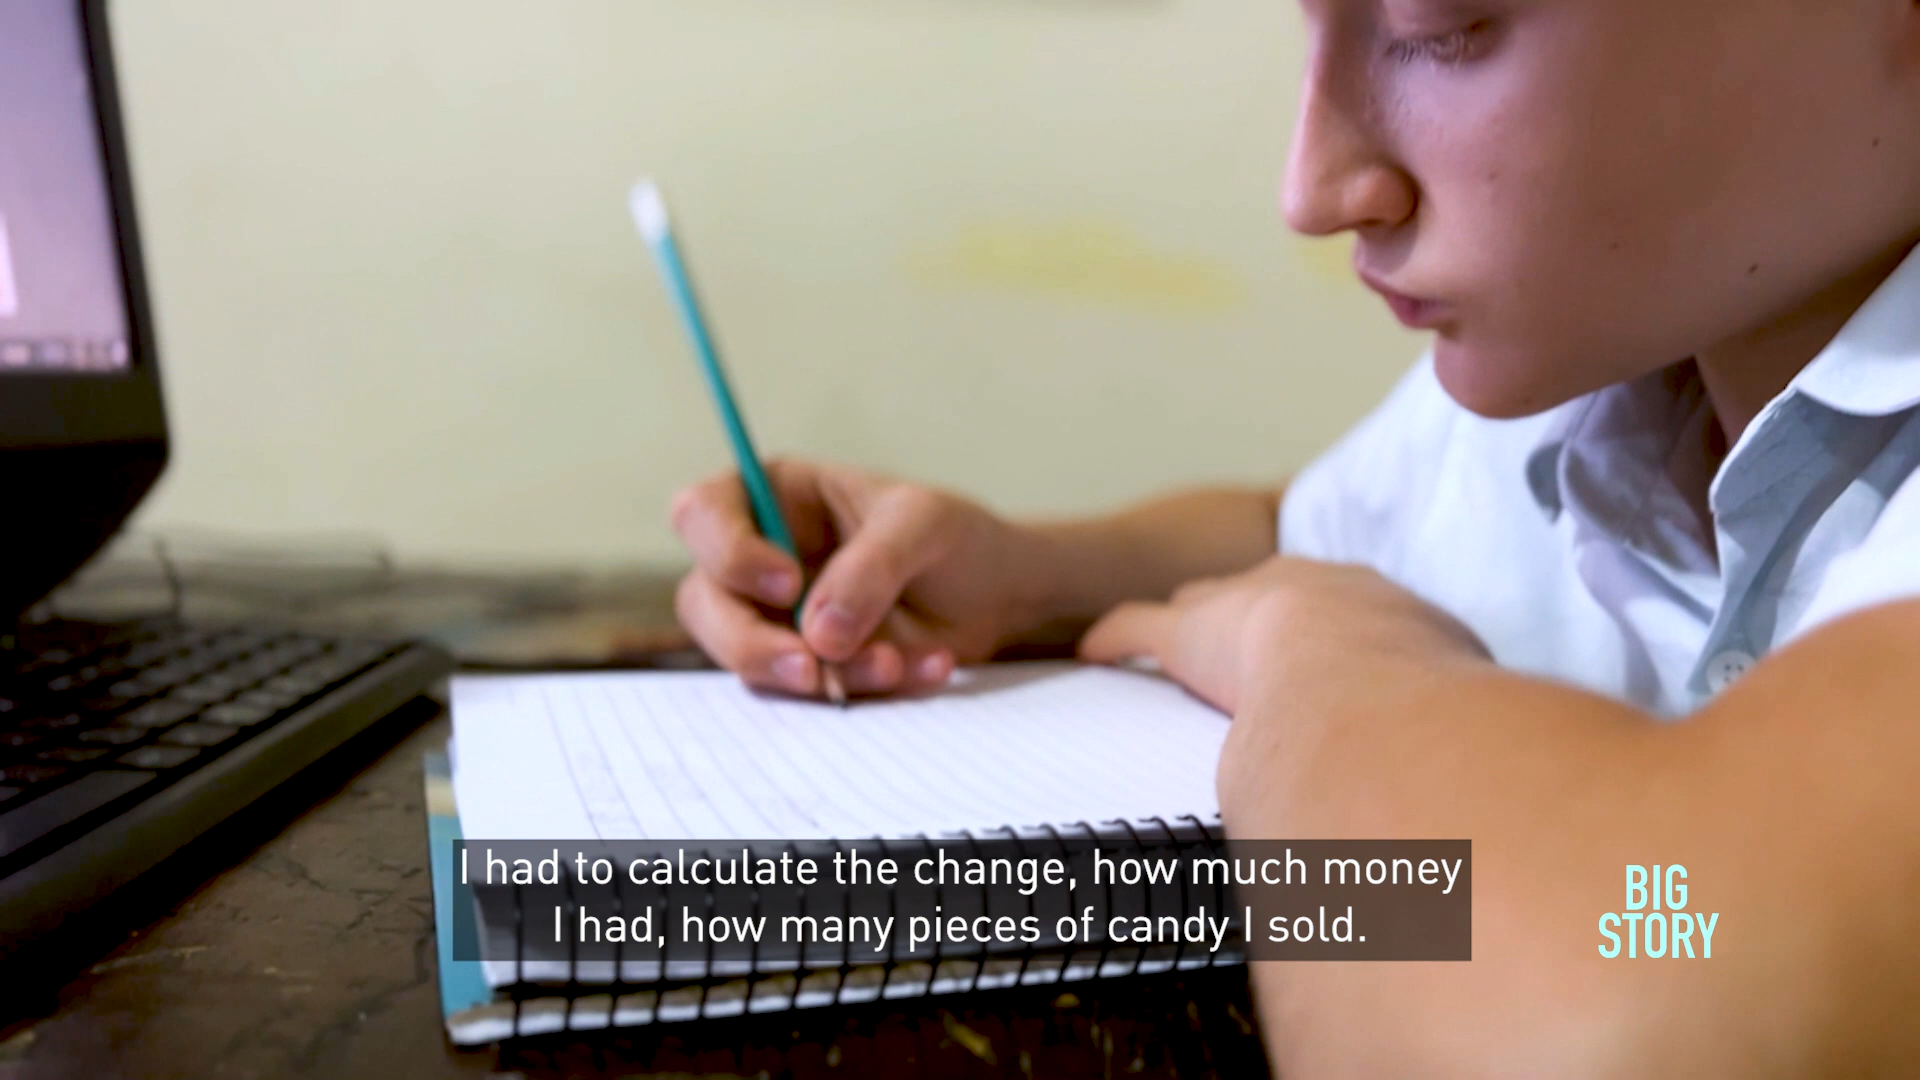 I had to calculate the change, how much money
I had, how many pieces of candy I sold.
BIG
STORY